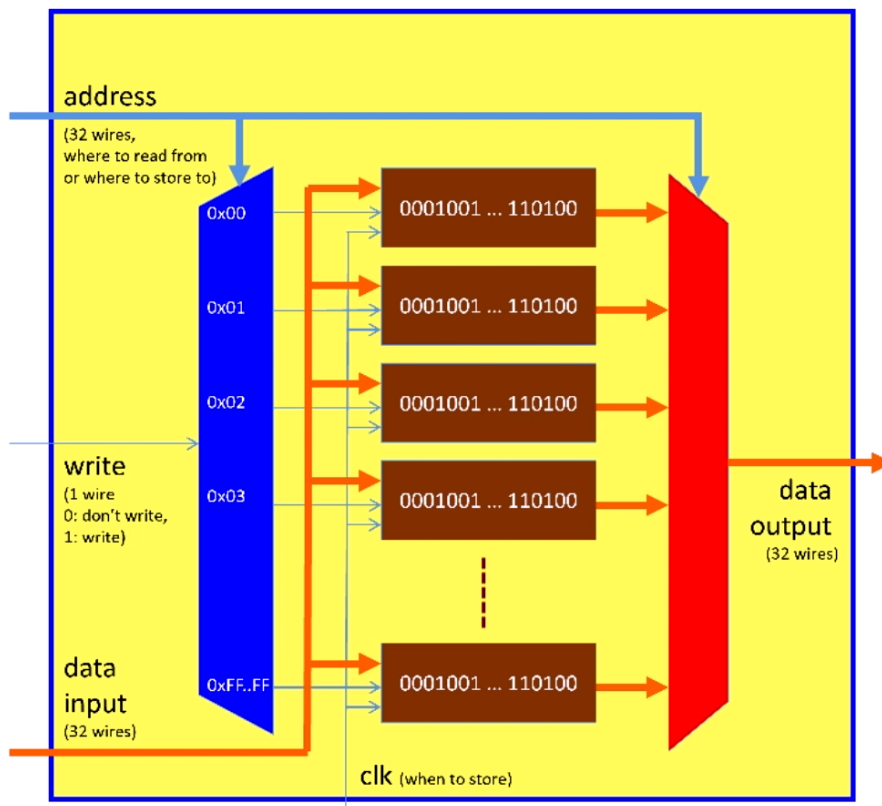 address
(32 wires,
where to read from
or where to store to)
0x00
0001001 ... 110100
0x01
0001001 ... 110100
0x02
0001001 ... 110100
write
(1 wire
0: don't write,
1: write)
0x03
0001001 ... 110100
data
output
(32 wires)
data
input
(32 wires)
0xFF..FF
0001001 ... 110100
clk (when to store)